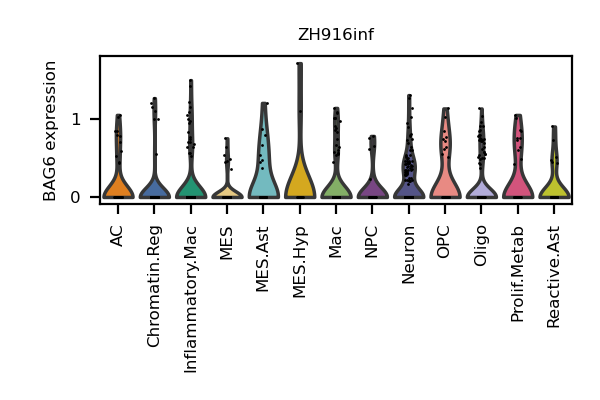 ZH916inf
BAG6 expression
1
0
AC
Chromatin.Reg
Inflammatory.Mac
MES
MES.Ast
MES.Hyp
Mac
NPC
Neuron
OPC
Oligo
Prolif.Metab
Reactive.Ast